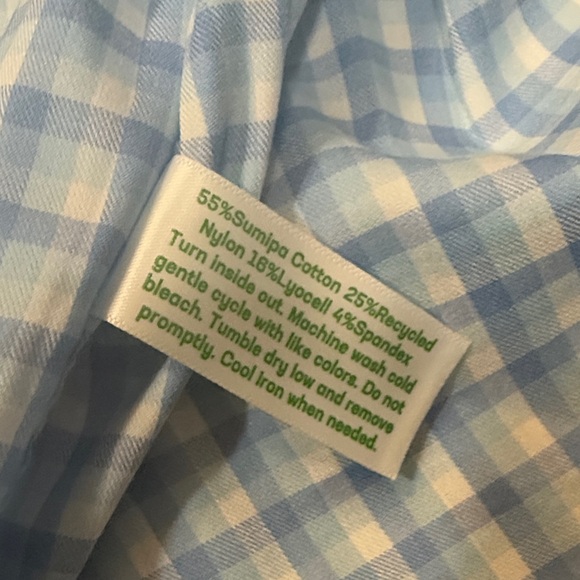 55%Sumipa Cotton 25%Recycled
Nylon 16%Lyocell 4%Spandex
Turn inside out. Machine wash cold
gentle cycle with like colors. Do not
bleach. Tumble dry low and remove
promptly. Cool iron when needed.